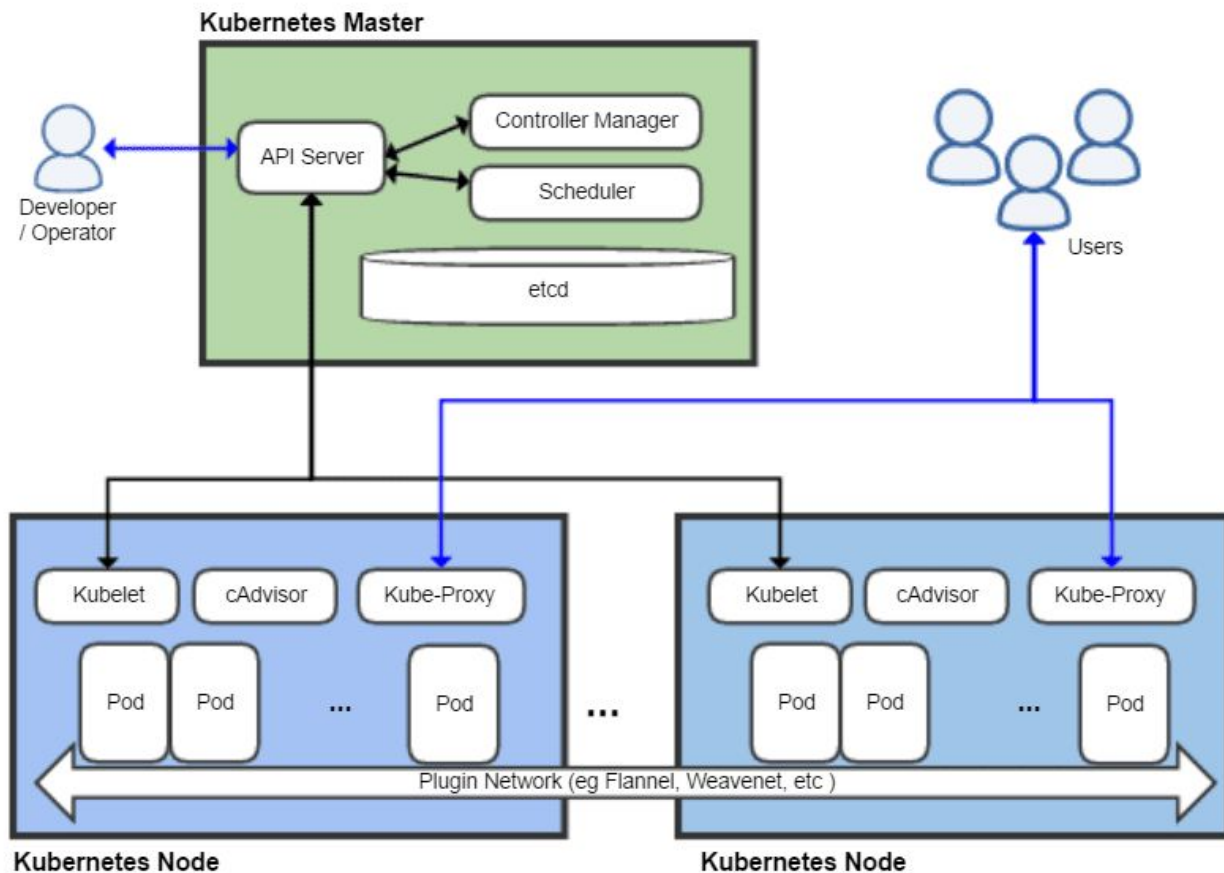 Kubernetes Master
Controller Manager
API Server
Scheduler
Developer
/ Operator
Users
etcd
Kubelet
cAdvisor
Kube-Proxy
Kubelet
cAdvisor
Kube-Proxy
Pod
Pod
...
Pod
...
Pod
Pod
...
Pod
Plugin Network (eg Flannel, Weavenet, etc )
Kubernetes Node
Kubernetes Node